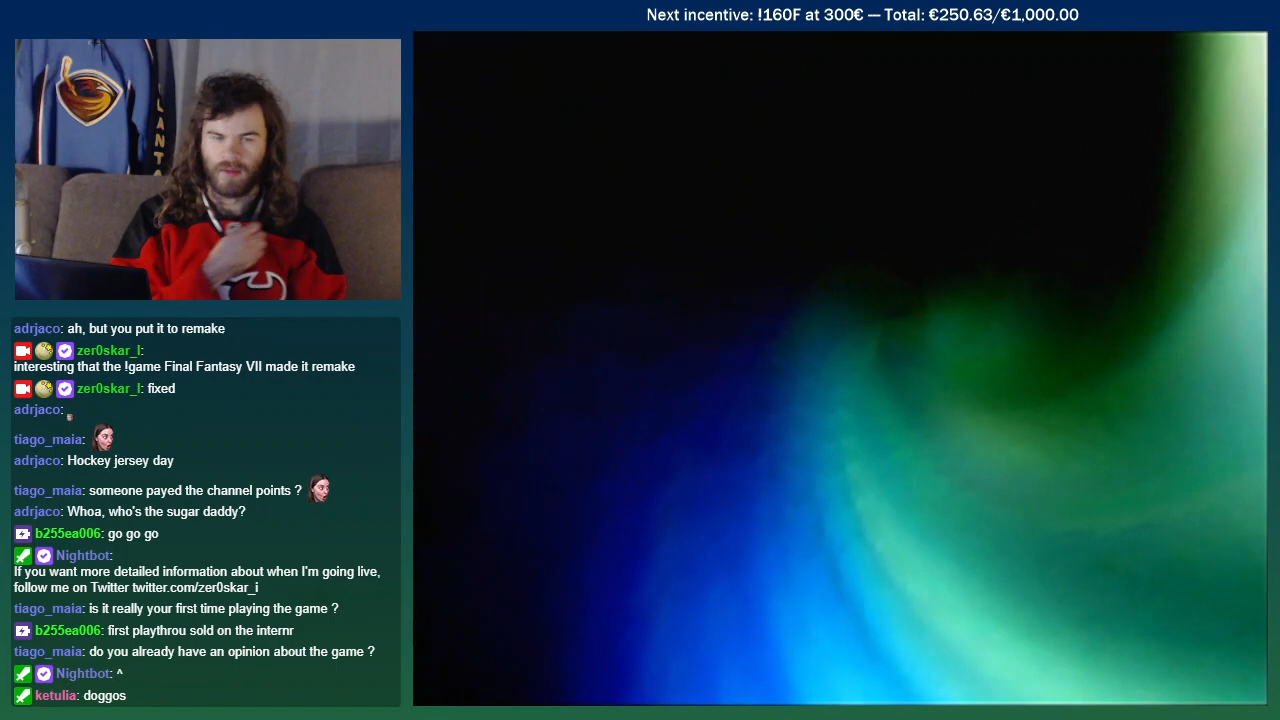 Next incentive: !160F at 300€ — Total: €250.63/€1,000.00
LANTA
adrjaco: ah, but you put it to remake
zer0skar_I:
interesting that the !game Final Fantasy VII made it remake
zer0skar_I: fixed
adrjaco:
tiago_maia:
adrjaco: Hockey jersey day
tiago_maia: someone payed the channel points ?
adrjaco: Whoa, who's the sugar daddy?
b255ea006: go go go
Nightbot:
If you want more detailed information about when I'm going live,
follow me on Twitter twitter.com/zer0skar_i
tiago_maia: is it really your first time playing the game ?
b255ea006: first playthrou sold on the internr
tiago_maia: do you already have an opinion about the game ?
Nightbot: ^
ketulia: doggos